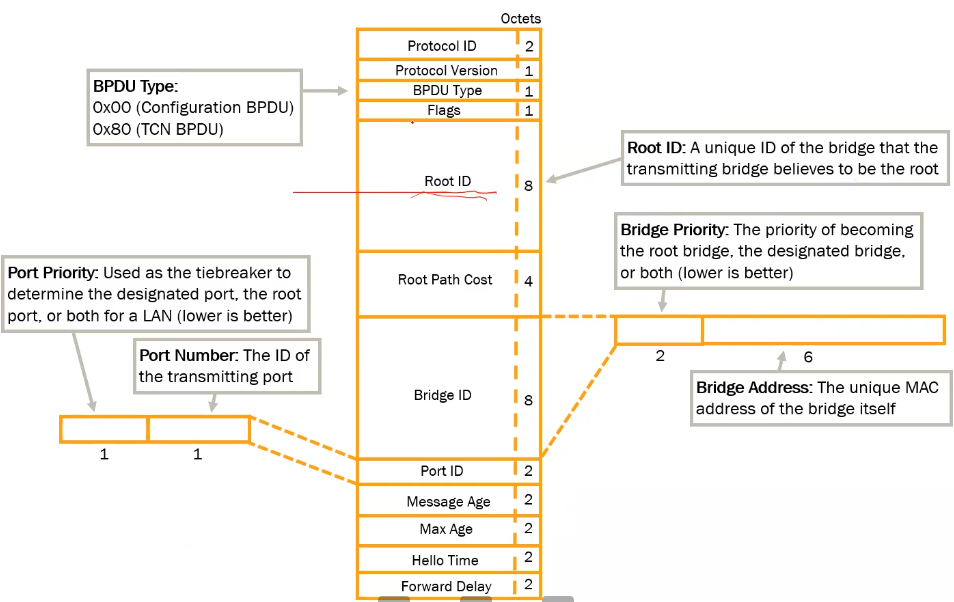 Octets
Protocol ID 2
Protocol Version 1
BPDU Type 1
Flags 1
Root ID 8
Root Path Cost 4
Bridge ID 8
Port ID 2
Message Age 2
Max Age 2
Hello Time 2
Forward Delay 2
BPDU Type:
0x00 (Configuration BPDU)
0x80 (TCN BPDU)
Root ID: A unique ID of the bridge that the
transmitting bridge believes to be the root
Bridge Priority: The priority of becoming
the root bridge, the designated bridge,
or both (lower is better)
2 6
Bridge Address: The unique MAC
address of the bridge itself
Port Priority: Used as the tiebreaker to
determine the designated port, the root
port, or both for a LAN (lower is better)
Port Number: The ID of
the transmitting port
1 1